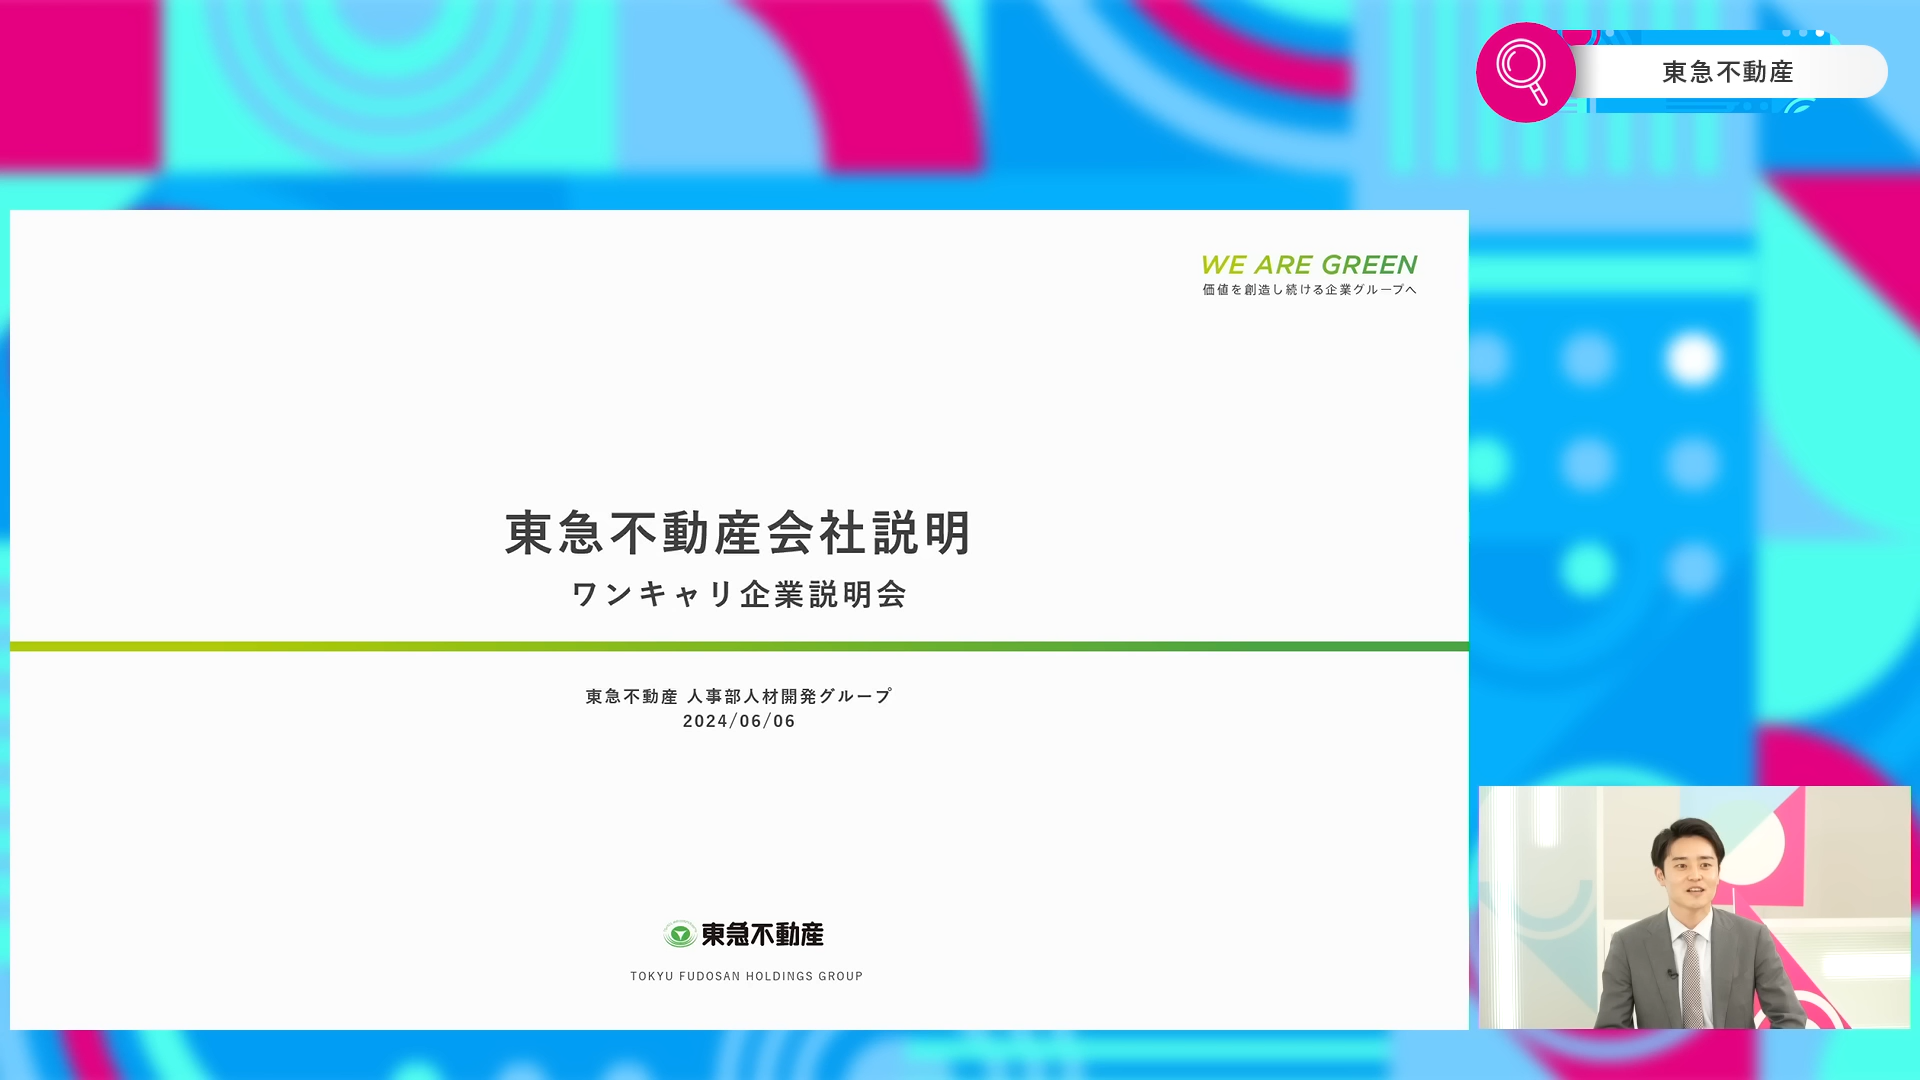 東急不動産
WE ARE GREEN
価値を創造し続ける企業グループへ
東急不動産会社説明
ワンキャリ企業説明会
東急不動産 人事部人材開発グループ
2024/06/06
東急不動産
TOKYU FUDOSAN HOLDINGS GROUP